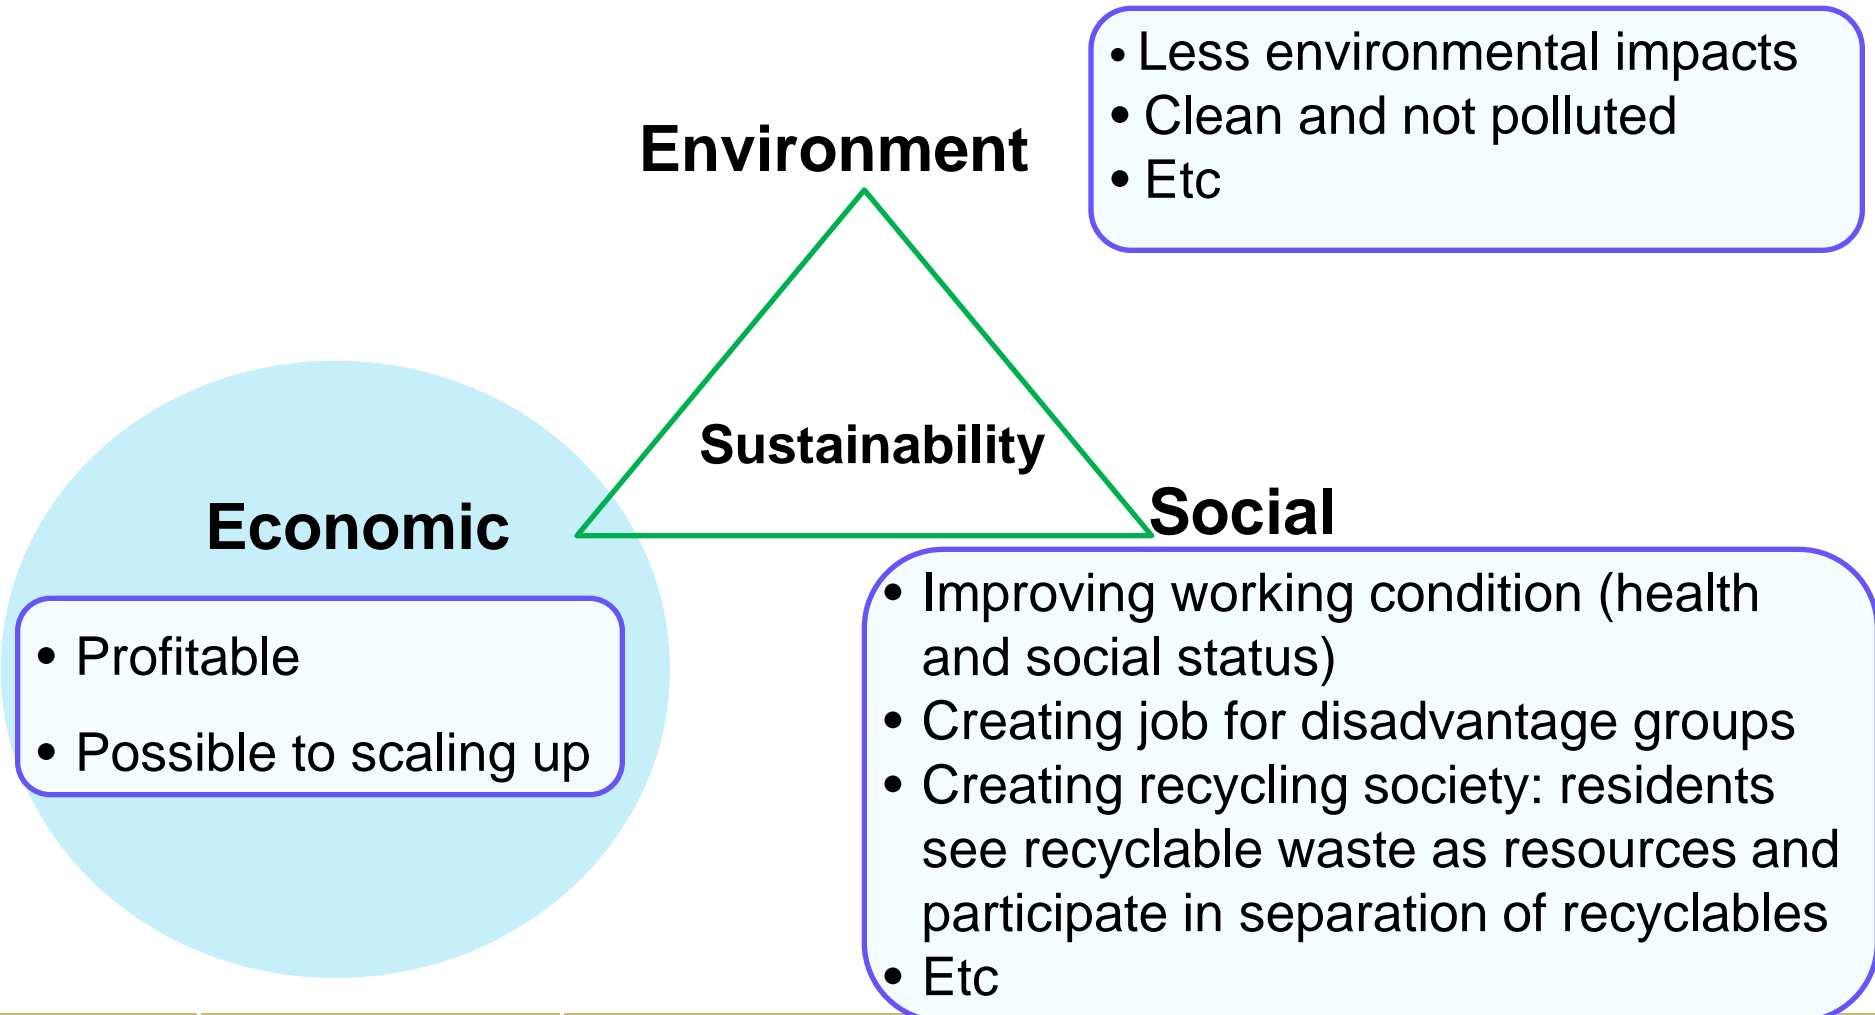 • Less environmental impacts
• Clean and not polluted
• Etc
Environment
Sustainability
Economic
• Profitable
• Possible to scaling up
Social
• Improving working condition (health
and social status)
• Creating job for disadvantage groups
• Creating recycling society: residents
see recyclable waste as resources and
participate in separation of recyclables
• Etc